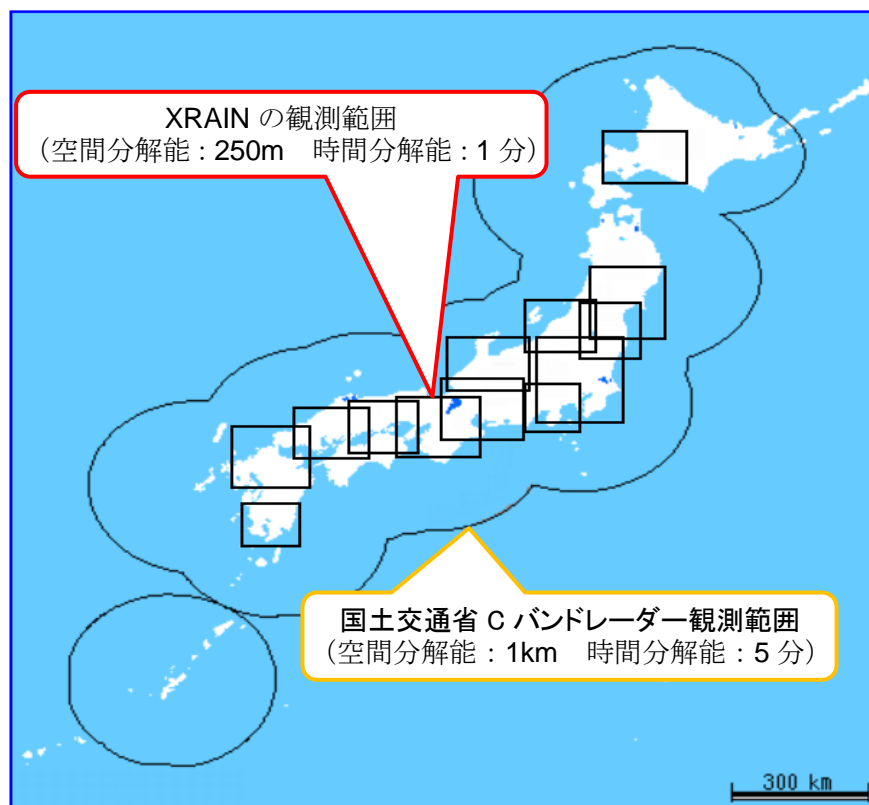 XRAIN の観測範囲
（空間分解能：250m　時間分解能：1 分）
国土交通省 C バンドレーダー観測範囲
（空間分解能：1km　時間分解能：5 分）
300 km